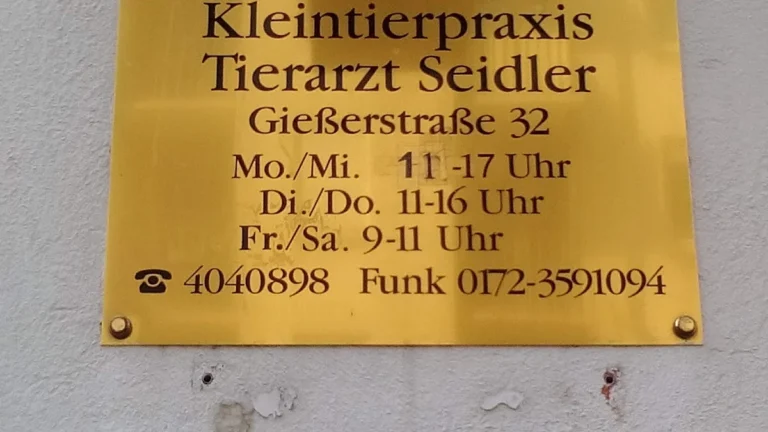 Kleintierpraxis
Tierarzt Seidler
Gießerstraße 32
Mo./Mi. 11-17 Uhr
Di./Do. 11-16 Uhr
Fr./Sa. 9-11 Uhr
☎ 4040898 Funk 0172-3591094